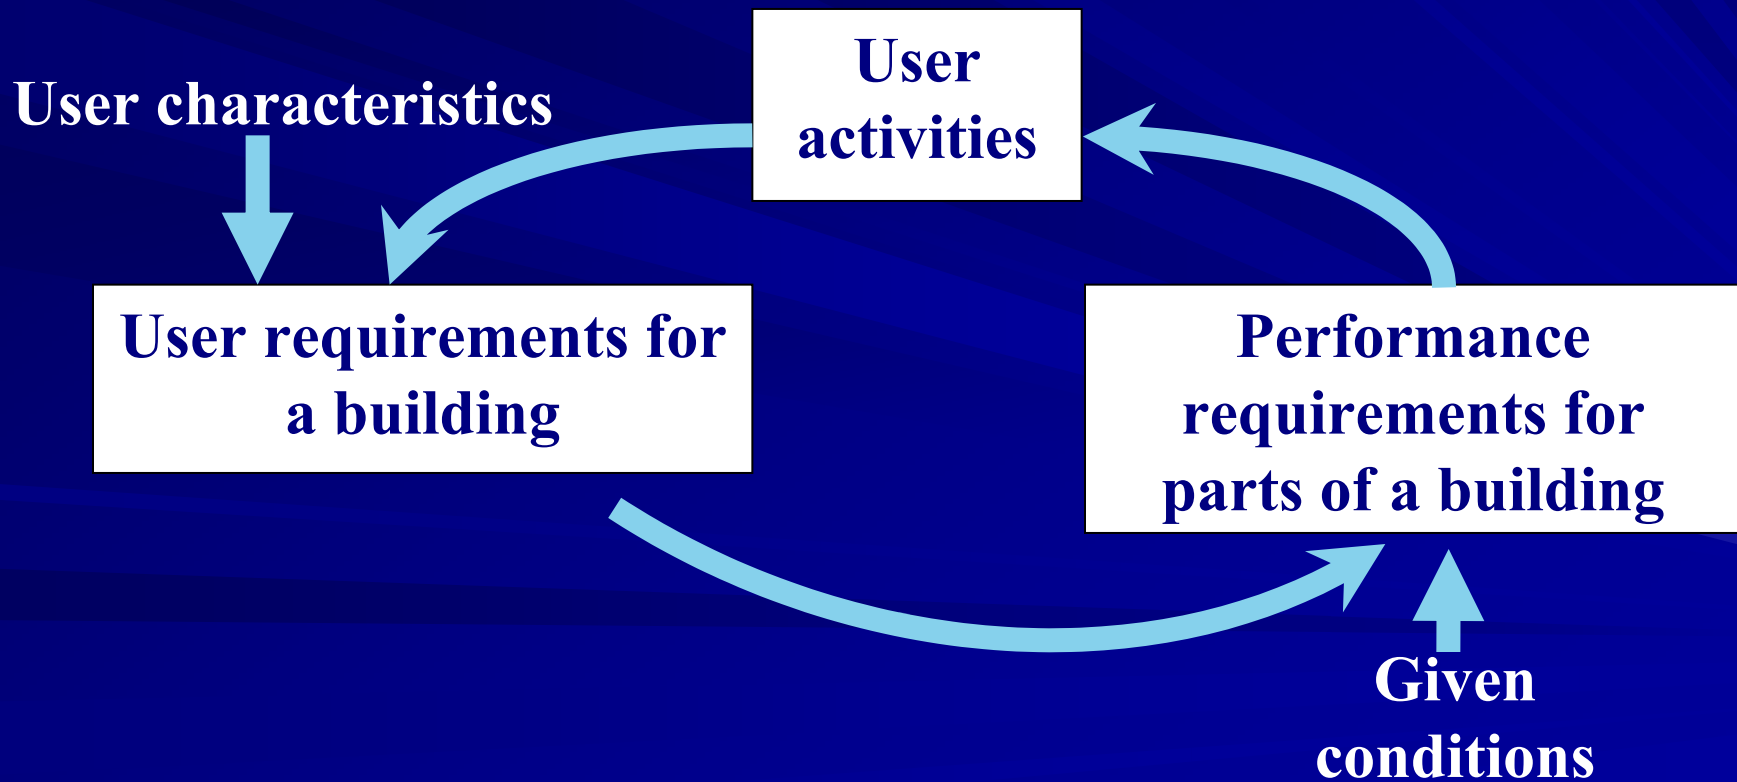 User
activities
User characteristics
User requirements for
a building
Performance
requirements for
parts of a building
Given
conditions